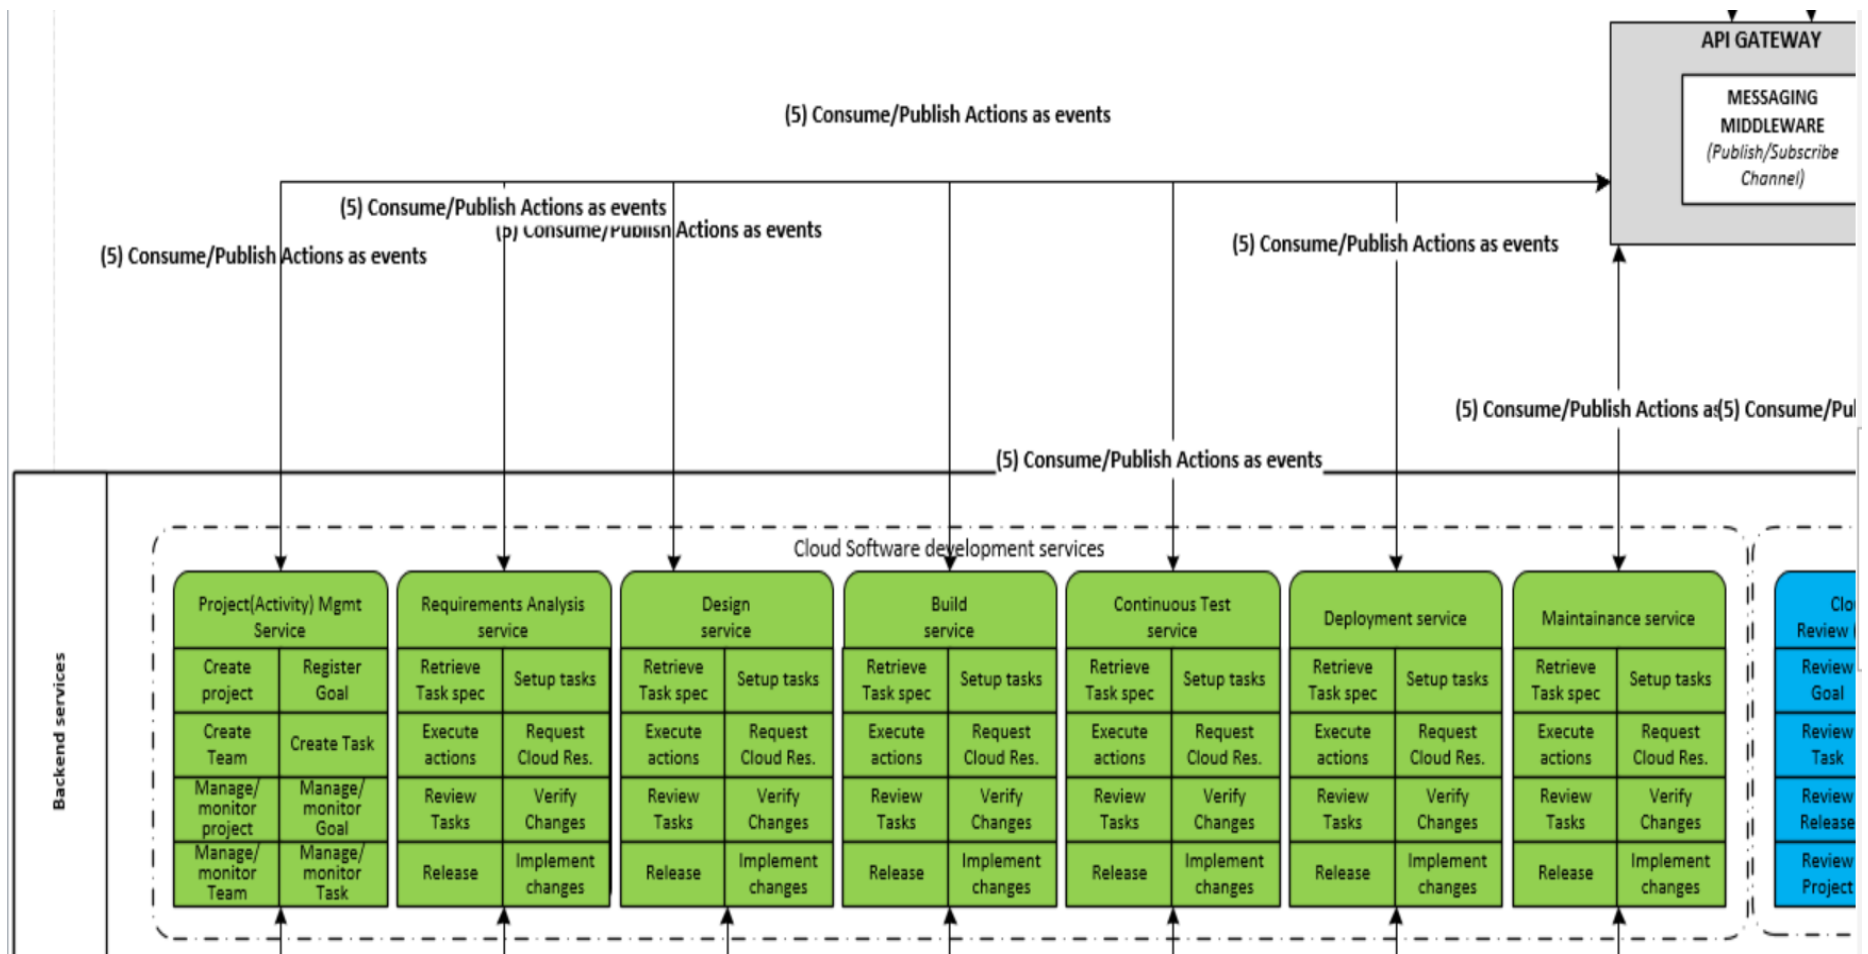 API GATEWAY
MESSAGING
MIDDLEWARE
(Publish/Subscribe
Channel)
(5) Consume/Publish Actions as events
(5) Consume/Publish Actions as events
(5) Consume/Publish Actions as events
(5) Consume/Publish Actions as events
(5) Consume/Publish Actions as events
(5) Consume/Publish Actions as
(5) Consume/Pu
(5) Consume/Publish Actions as events
Backend services
Cloud Software development services
Project(Activity) Mgmt
Service
Create
project
Register
Goal
Create
Team
Create Task
Manage/
monitor
project
Manage/
monitor
Goal
Manage/
monitor
Team
Manage/
monitor
Task
Requirements Analysis
service
Retrieve
Task spec
Setup tasks
Execute
actions
Request
Cloud Res.
Review
Tasks
Verify
Changes
Release
Implement
changes
Design
service
Retrieve
Task spec
Setup tasks
Execute
actions
Request
Cloud Res.
Review
Tasks
Verify
Changes
Release
Implement
changes
Build
service
Retrieve
Task spec
Setup tasks
Execute
actions
Request
Cloud Res.
Review
Tasks
Verify
Changes
Release
Implement
changes
Continuous Test
service
Retrieve
Task spec
Setup tasks
Execute
actions
Request
Cloud Res.
Review
Tasks
Verify
Changes
Release
Implement
changes
Deployment service
Retrieve
Task spec
Setup tasks
Execute
actions
Request
Cloud Res.
Review
Tasks
Verify
Changes
Release
Implement
changes
Maintainance service
Retrieve
Task spec
Setup tasks
Execute
actions
Request
Cloud Res.
Review
Tasks
Verify
Changes
Release
Implement
changes
Clo
Review
Review
Goal
Review
Task
Review
Release
Review
Project